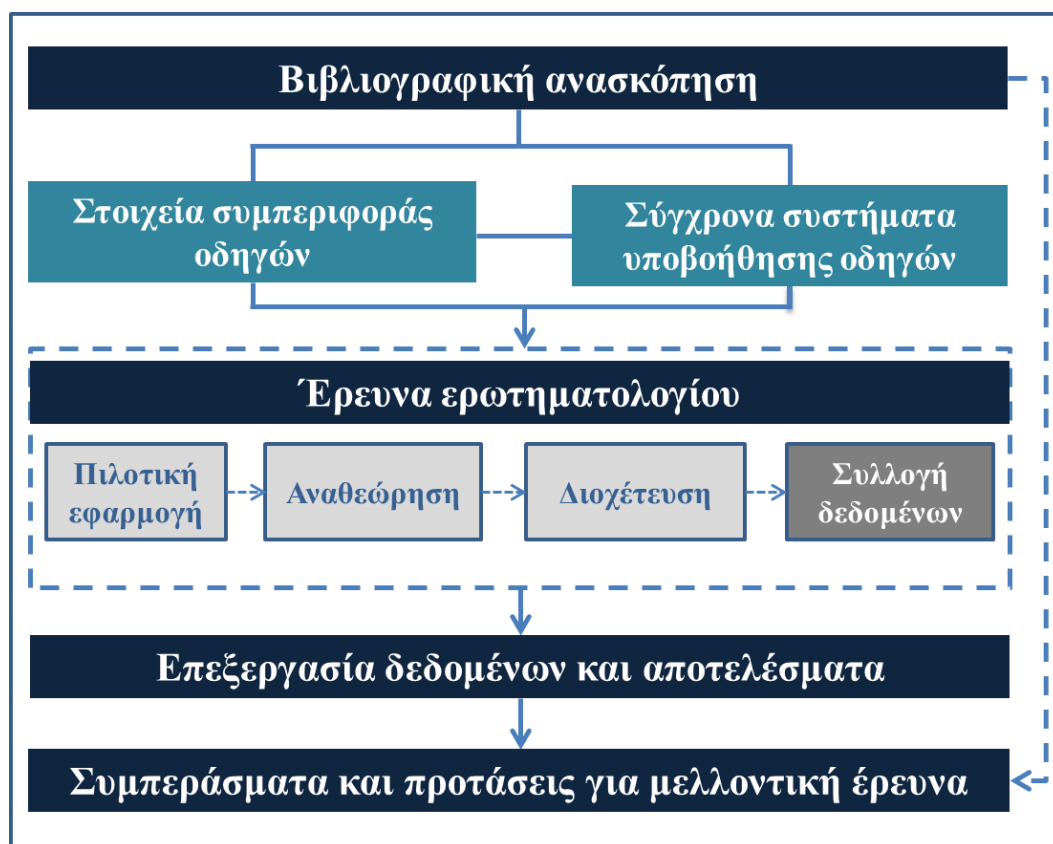 Βιβλιογραφική ανασκόπηση
Στοιχεία συμπεριφοράς
οδηγών
Σύγχρονα συστήματα
υποβοήθησης οδηγών
Έρευνα ερωτηματολογίου
Πιλοτική
εφαρμογή
Αναθεώρηση
Διοχέτευση
Συλλογή
δεδομένων
Επεξεργασία δεδομένων και αποτελέσματα
Συμπεράσματα και προτάσεις για μελλοντική έρευνα